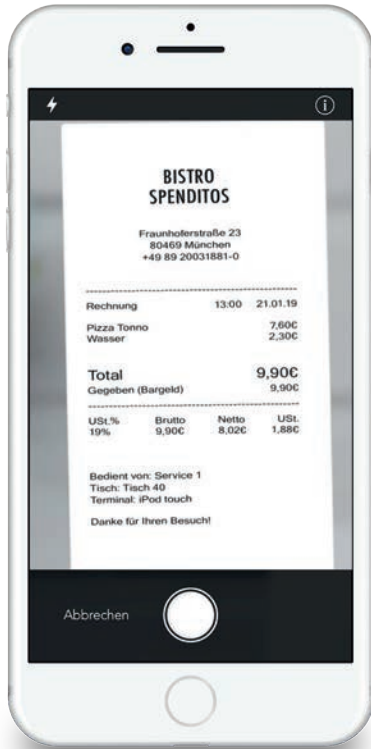 BISTRO
SPENDITOS
Fraunhoferstraße 23
80469 München
+49 89 20031881-0
Rechnung 13:00 21.01.19
Pizza Tonno 7,60€
Wasser 2,30€
Total 9,90€
Gegeben (Bargeld) 9,90€
USt.% Brutto Netto USt.
19% 9,90€ 8,02€ 1,88€
Bedient von: Service 1
Tisch: Tisch 40
Terminal: iPod touch
Danke für Ihren Besuch!
Abbrechen